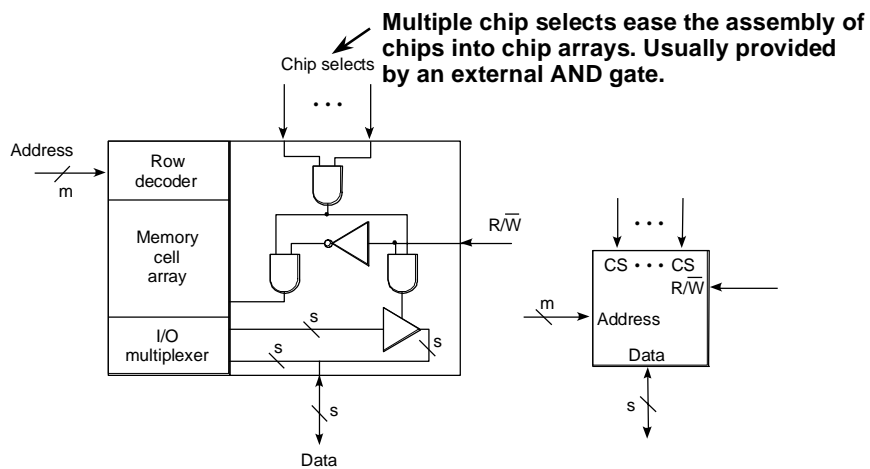 Multiple chip selects ease the assembly of
chips into chip arrays. Usually provided
by an external AND gate.
Chip selects
• • •
Address
m
Row
decoder
Memory
cell
array
I/O
multiplexer
R/W̅
s
s
s
s
Data
• • •
CS • • • CS
R/W̅
m
Address
Data
s